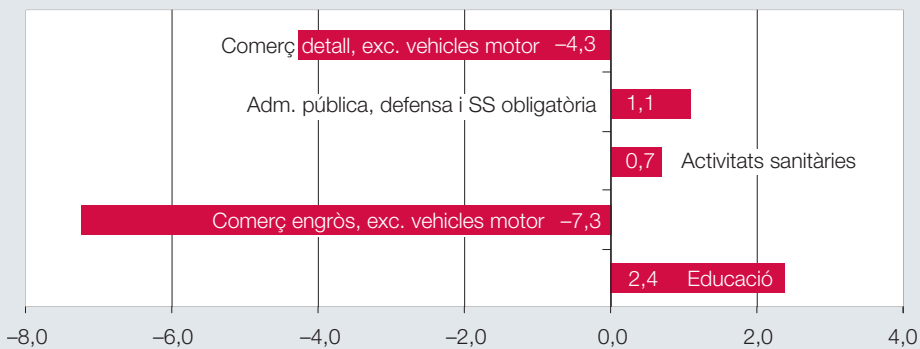 Comerç detall, exc. vehicles motor –4,3
Adm. pública, defensa i SS obligatòria 1,1
0,7 Activitats sanitàries
Comerç engròs, exc. vehicles motor –7,3
2,4 Educació
–8,0 –6,0 –4,0 –2,0 0,0 2,0 4,0